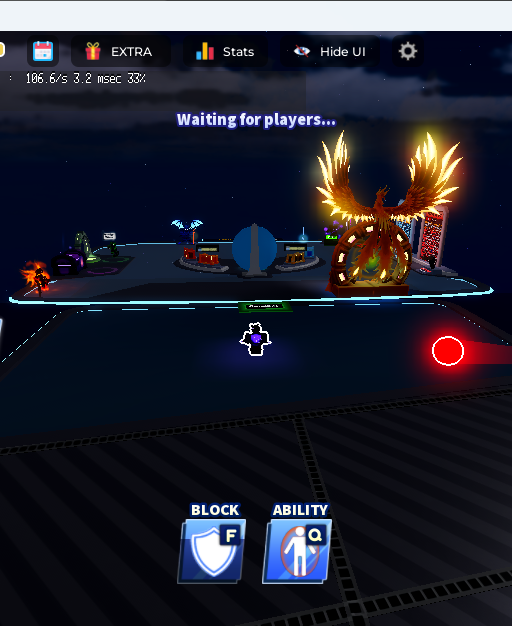 EXTRA
Stats
Hide UI
: 106.6/s 3.2 msec 33%
Waiting for players...
BLOCK
ABILITY
F
Q